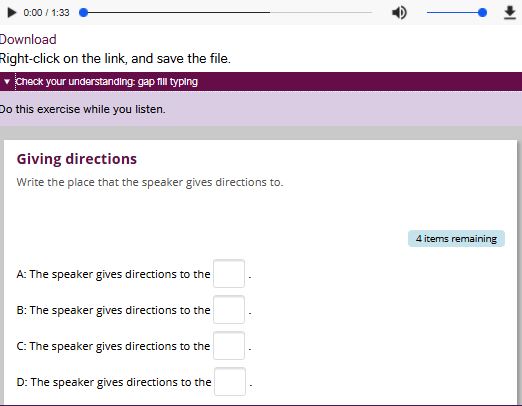 0:00 / 1:33
Download
Right-click on the link, and save the file.
Check your understanding: gap fill typing
Do this exercise while you listen.
Giving directions
Write the place that the speaker gives directions to.
4 items remaining
A: The speaker gives directions to the .
B: The speaker gives directions to the .
C: The speaker gives directions to the .
D: The speaker gives directions to the .